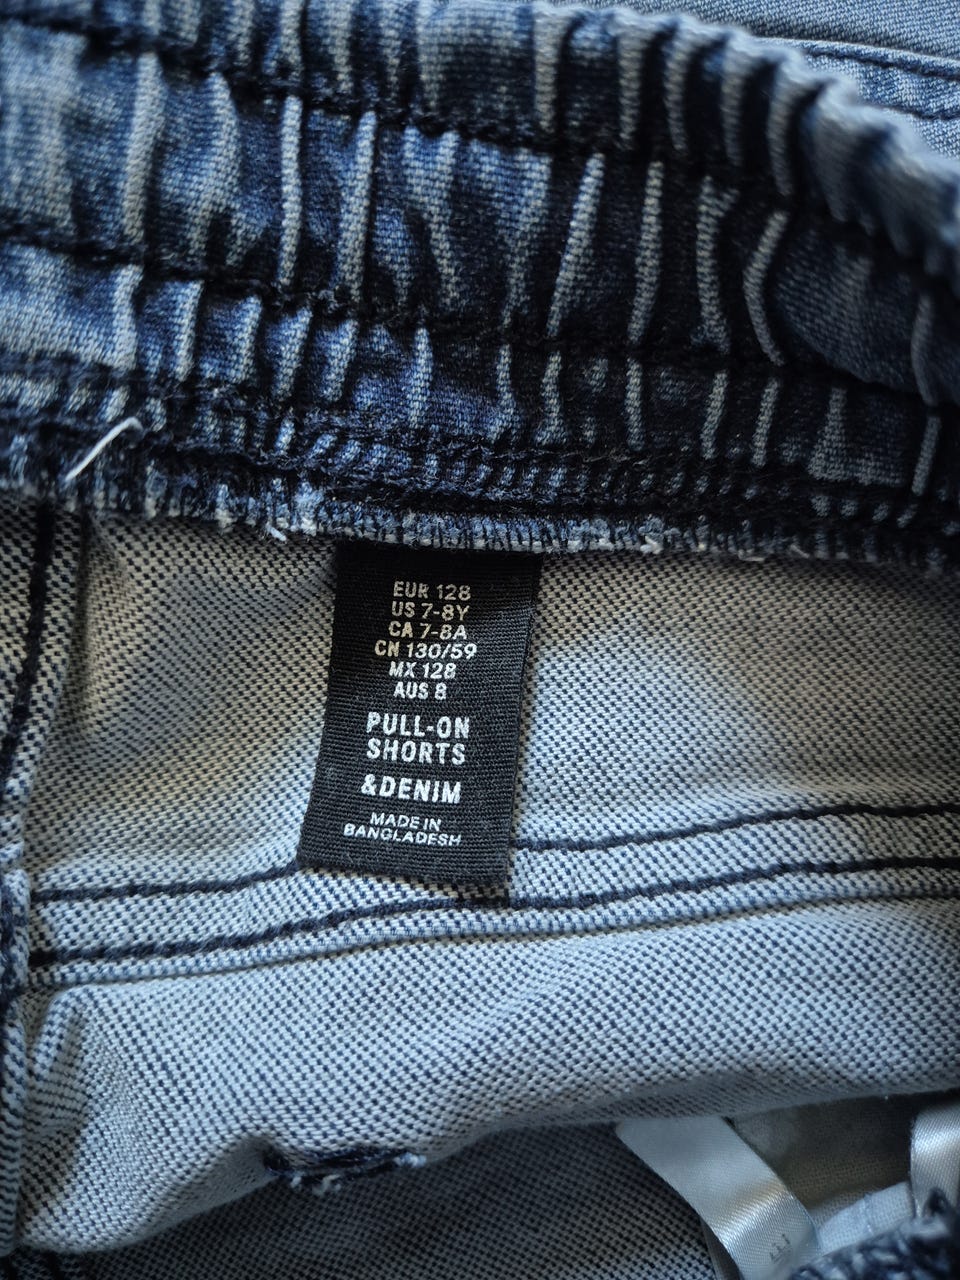 EUR 128
US 7-8Y
CA 7-8A
CN 130/59
MX 128
AUS 8
PULL-ON
SHORTS
&DENIM
MADE IN
BANGLADESH